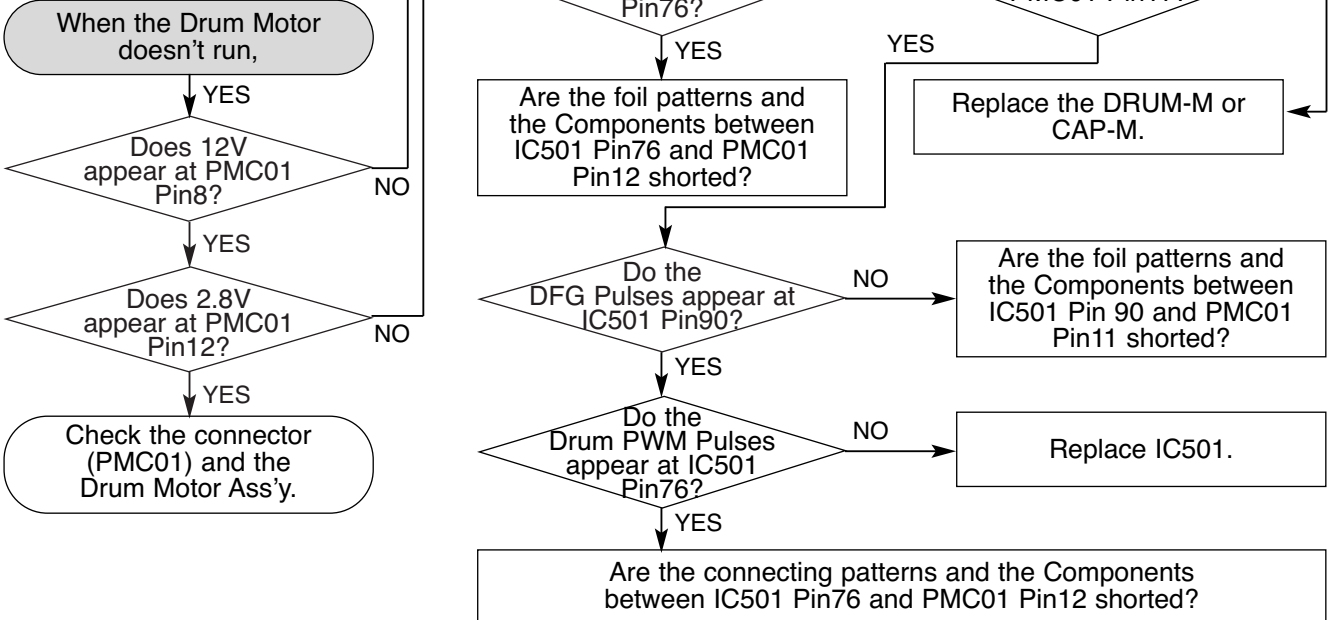 When the Drum Motor
doesn't run,
YES
Does 12V
appear at PMC01
Pin8?
NO
YES
Does 2.8V
appear at PMC01
Pin12?
NO
YES
Check the connector
(PMC01) and the
Drum Motor Ass'y.
Pin76?
YES
Are the foil patterns and
the Components between
IC501 Pin76 and PMC01
Pin12 shorted?
YES
Replace the DRUM-M or
CAP-M.
Do the
DFG Pulses appear at
IC501 Pin90?
NO
Are the foil patterns and
the Components between
IC501 Pin 90 and PMC01
Pin11 shorted?
YES
Do the
Drum PWM Pulses
appear at IC501
Pin76?
NO
Replace IC501.
YES
Are the connecting patterns and the Components
between IC501 Pin76 and PMC01 Pin12 shorted?